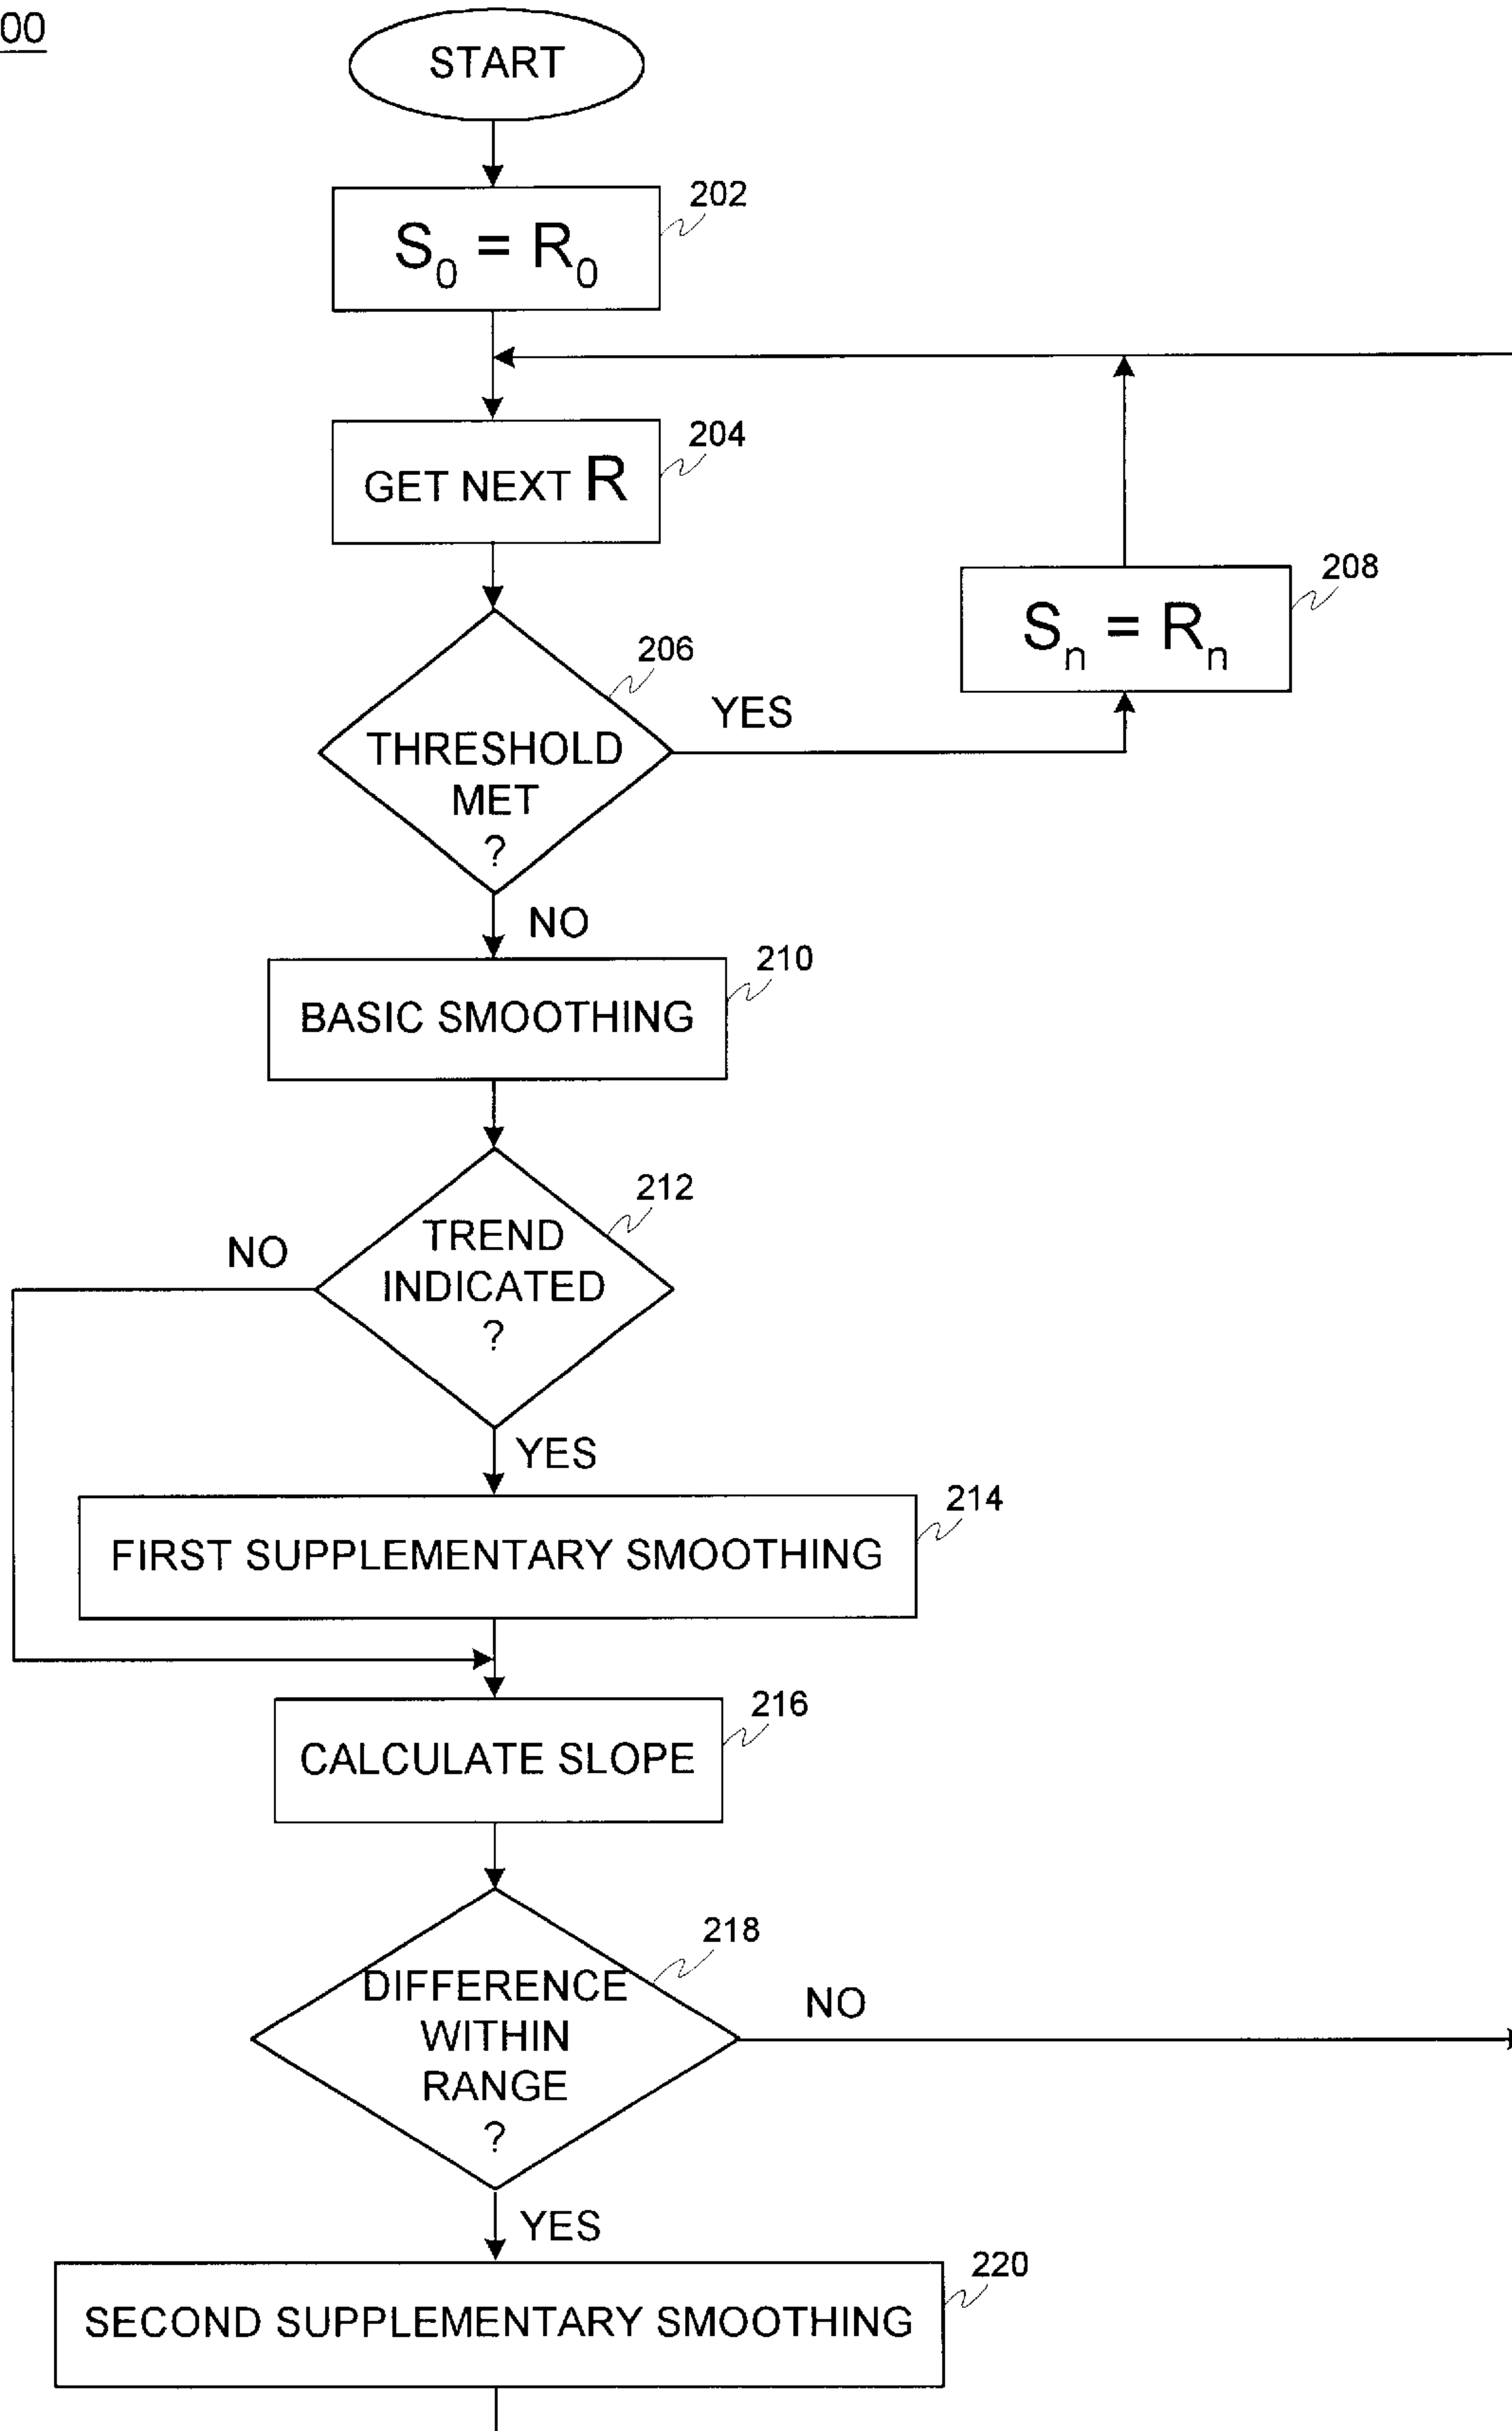 00
START
202
S₀ = R₀
204
GET NEXT R
208
Sₙ = Rₙ
206
YES
THRESHOLD
MET
?
NO
210
BASIC SMOOTHING
212
NO
TREND
INDICATED
?
YES
214
FIRST SUPPLEMENTARY SMOOTHING
216
CALCULATE SLOPE
218
DIFFERENCE
WITHIN
RANGE
?
NO
YES
220
SECOND SUPPLEMENTARY SMOOTHING